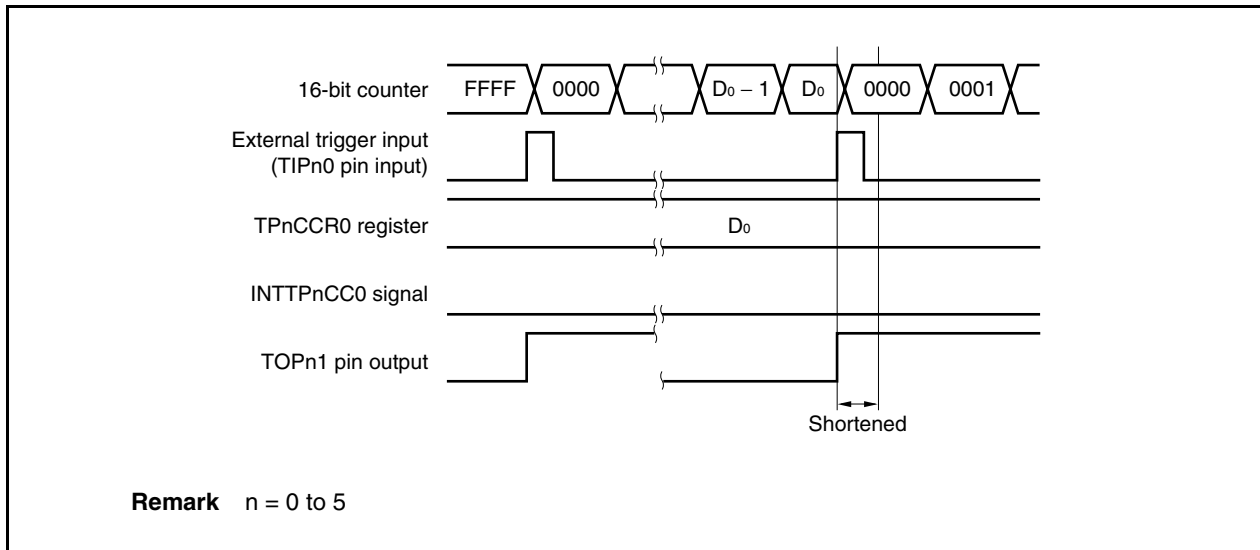 16-bit counter FFFF 0000 D₀ − 1 D₀ 0000 0001
External trigger input
(TIPn0 pin input)
TPnCCR0 register D₀
INTTPnCC0 signal
TOPn1 pin output
Shortened
Remark n = 0 to 5